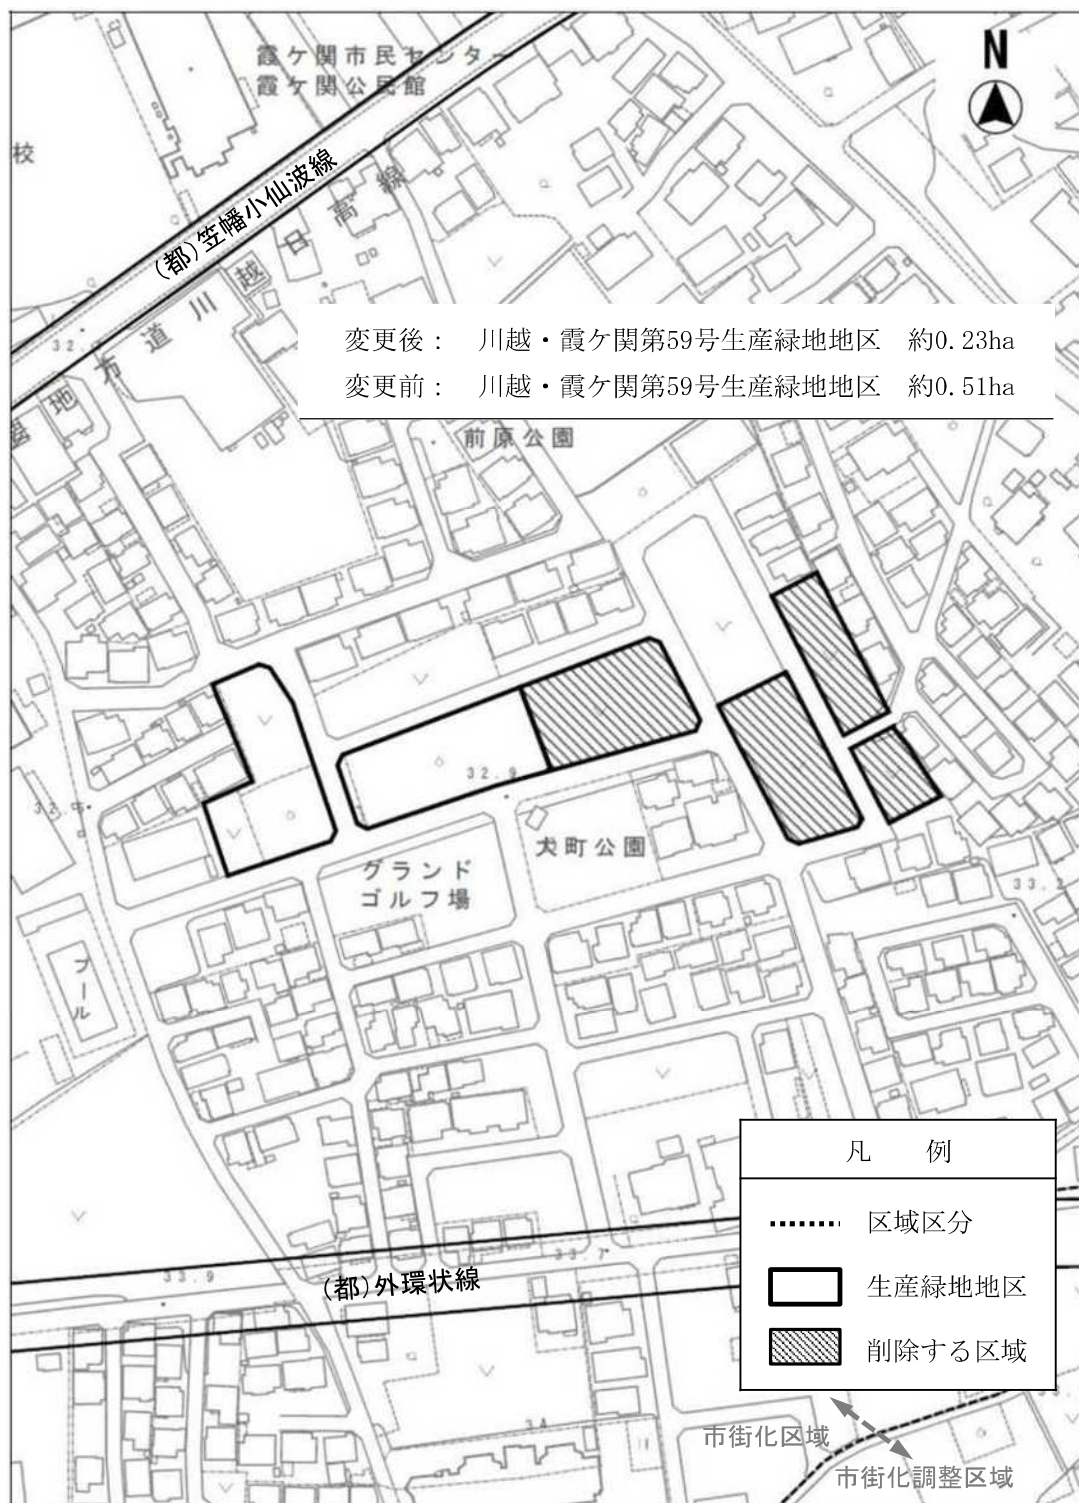 霞ケ関市民センター
霞ケ関公民館
N
校
(都)笠幡小仙波線
地方道川越日高線
32.
変更後： 川越・霞ケ関第59号生産緑地地区 約0.23ha
変更前： 川越・霞ケ関第59号生産緑地地区 約0.51ha
前原公園
32.9
犬町公園
グランド
ゴルフ場
33.2
プール
凡 例
区域区分
生産緑地地区
削除する区域
33.7
33.9
(都)外環状線
34
市街化区域
市街化調整区域